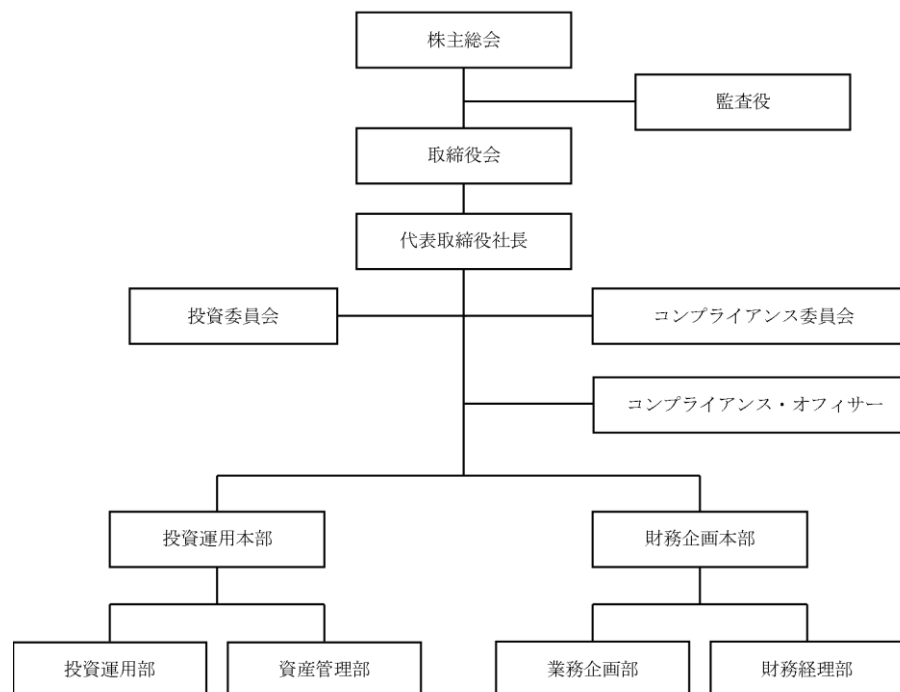 株主総会
監査役
取締役会
代表取締役社長
投資委員会
コンプライアンス委員会
コンプライアンス・オフィサー
投資運用本部
財務企画本部
投資運用部
資産管理部
業務企画部
財務経理部